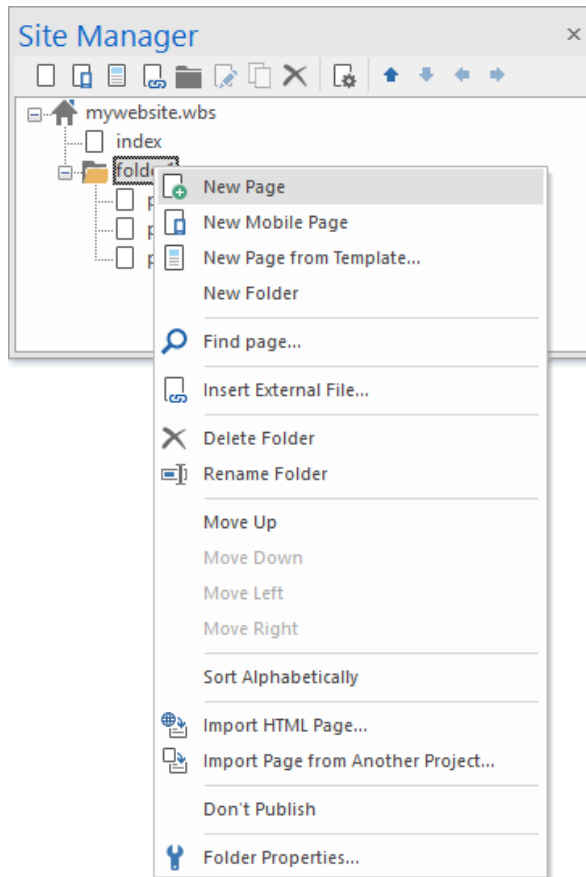 Site Manager
mywebsite.wbs
index
New Page
New Mobile Page
New Page from Template...
New Folder
Find page...
Insert External File...
Delete Folder
Rename Folder
Move Up
Move Down
Move Left
Move Right
Sort Alphabetically
Import HTML Page...
Import Page from Another Project...
Don't Publish
Folder Properties...